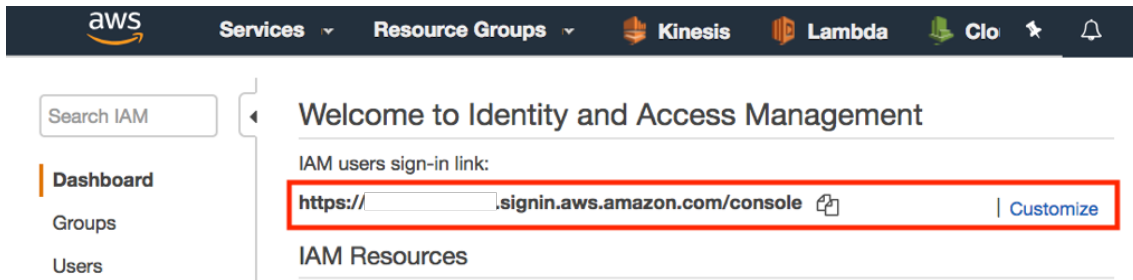 aws Services Resource Groups Kinesis Lambda Clo
Search IAM
Welcome to Identity and Access Management
IAM users sign-in link:
Dashboard
https:// .signin.aws.amazon.com/console | Customize
Groups
IAM Resources
Users